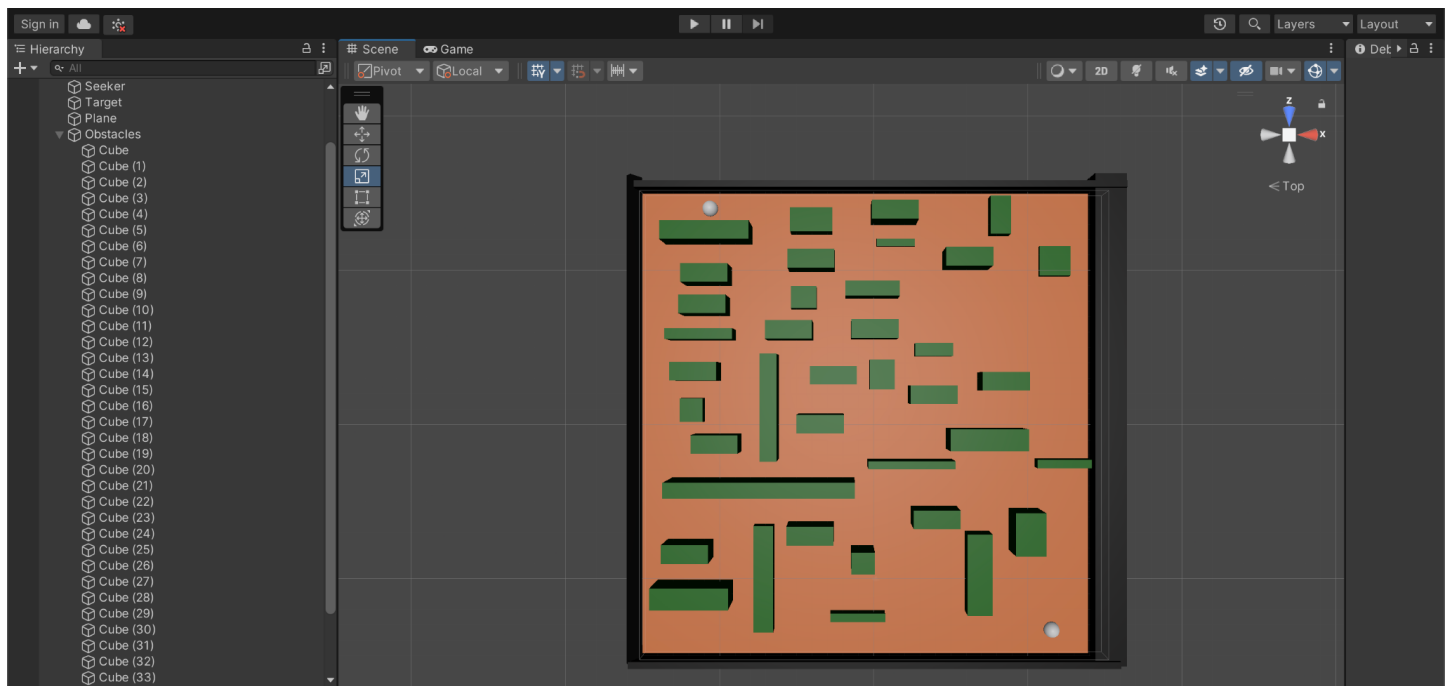 Sign in
Layers
Layout
Hierarchy
All
Seeker
Target
Plane
Obstacles
Cube
Cube (1)
Cube (2)
Cube (3)
Cube (4)
Cube (5)
Cube (6)
Cube (7)
Cube (8)
Cube (9)
Cube (10)
Cube (11)
Cube (12)
Cube (13)
Cube (14)
Cube (15)
Cube (16)
Cube (17)
Cube (18)
Cube (19)
Cube (20)
Cube (21)
Cube (22)
Cube (23)
Cube (24)
Cube (25)
Cube (26)
Cube (27)
Cube (28)
Cube (29)
Cube (30)
Cube (31)
Cube (32)
Cube (33)
Scene Game
Pivot Local 2D
z
x
Top
Det